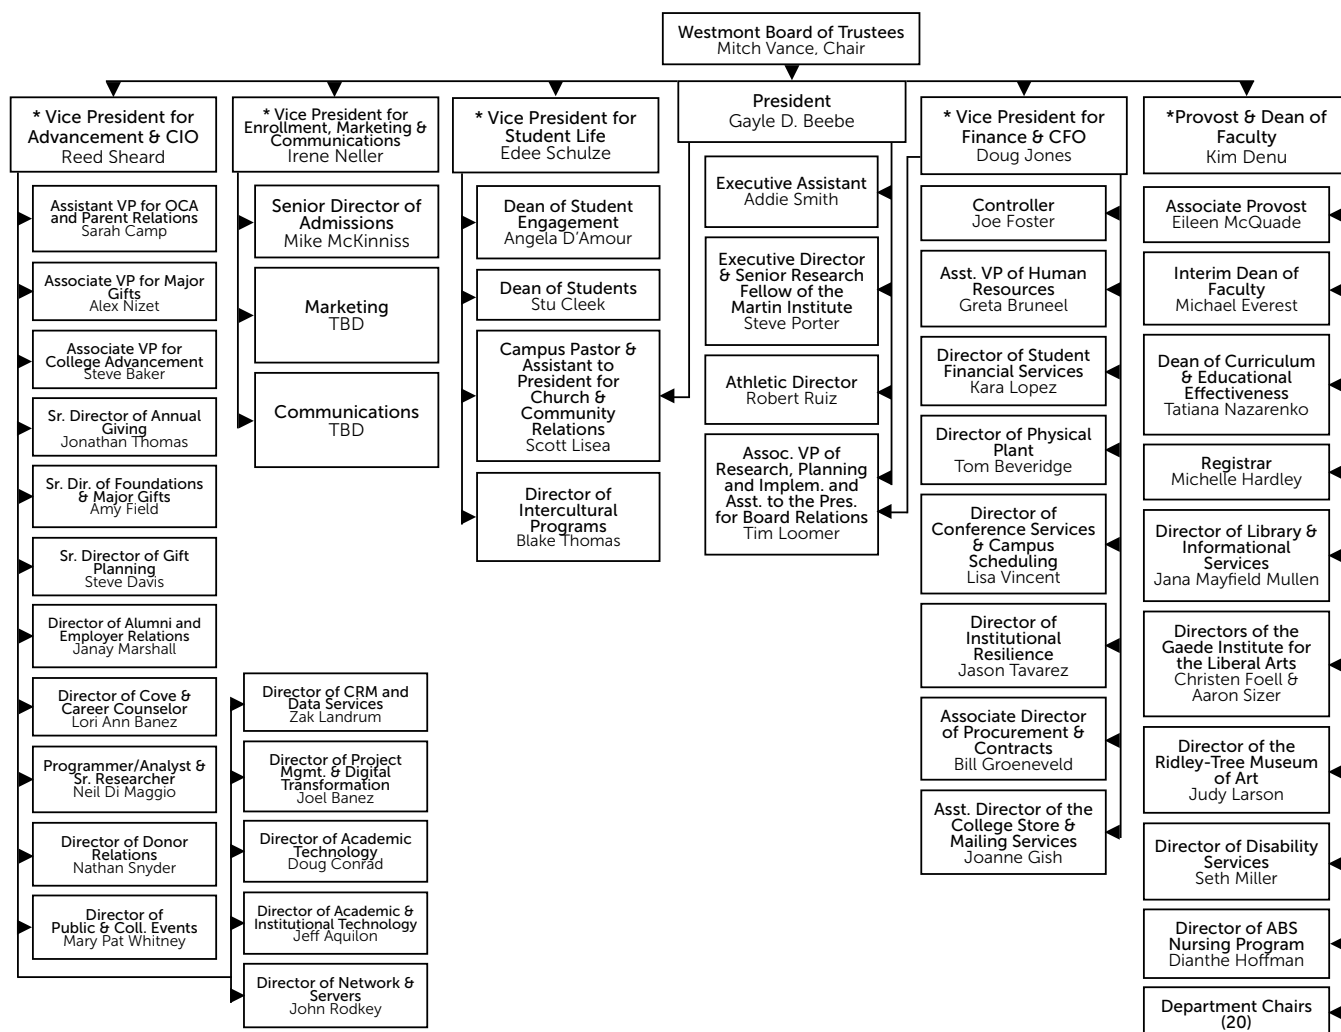 Westmont Board of Trustees
Mitch Vance, Chair
* Vice President for
Advancement & CIO
Reed Sheard
* Vice President for
Enrollment, Marketing &
Communications
Irene Neller
* Vice President for
Student Life
Edee Schulze
President
Gayle D. Beebe
* Vice President for
Finance & CFO
Doug Jones
*Provost & Dean of
Faculty
Kim Denu
Assistant VP for OCA
and Parent Relations
Sarah Camp
Associate VP for Major
Gifts
Alex Nizet
Associate VP for
College Advancement
Steve Baker
Sr. Director of Annual
Giving
Jonathan Thomas
Sr. Dir. of Foundations
& Major Gifts
Amy Field
Sr. Director of Gift
Planning
Steve Davis
Director of Alumni and
Employer Relations
Janay Marshall
Director of Cove &
Career Counselor
Lori Ann Banez
Programmer/Analyst &
Sr. Researcher
Neil Di Maggio
Director of Donor
Relations
Nathan Snyder
Director of
Public & Coll. Events
Mary Pat Whitney
Director of CRM and
Data Services
Zak Landrum
Director of Project
Mgmt. & Digital
Transformation
Joel Banez
Director of Academic
Technology
Doug Conrad
Director of Academic &
Institutional Technology
Jeff Aquilon
Director of Network &
Servers
John Rodkey
Senior Director of
Admissions
Mike McKinniss
Marketing
TBD
Communications
TBD
Dean of Student
Engagement
Angela D'Amour
Dean of Students
Stu Cleek
Campus Pastor &
Assistant to
President for
Church &
Community
Relations
Scott Lisea
Director of
Intercultural
Programs
Blake Thomas
Executive Assistant
Addie Smith
Executive Director
& Senior Research
Fellow of the
Martin Institute
Steve Porter
Athletic Director
Robert Ruiz
Assoc. VP of
Research, Planning
and Implem. and
Asst. to the Pres.
for Board Relations
Tim Loomer
Controller
Joe Foster
Asst. VP of Human
Resources
Greta Bruneel
Director of Student
Financial Services
Kara Lopez
Director of Physical
Plant
Tom Beveridge
Director of
Conference Services
& Campus
Scheduling
Lisa Vincent
Director of
Institutional
Resilience
Jason Tavarez
Associate Director
of Procurement &
Contracts
Bill Groeneveld
Asst. Director of the
College Store &
Mailing Services
Joanne Gish
Associate Provost
Eileen McQuade
Interim Dean of
Faculty
Michael Everest
Dean of Curriculum
& Educational
Effectiveness
Tatiana Nazarenko
Registrar
Michelle Hardley
Director of Library &
Informational
Services
Jana Mayfield Mullen
Directors of the
Gaede Institute for
the Liberal Arts
Christen Foell &
Aaron Sizer
Director of the
Ridley-Tree Museum
of Art
Judy Larson
Director of Disability
Services
Seth Miller
Director of ABS
Nursing Program
Dianthe Hoffman
Department Chairs
(20)